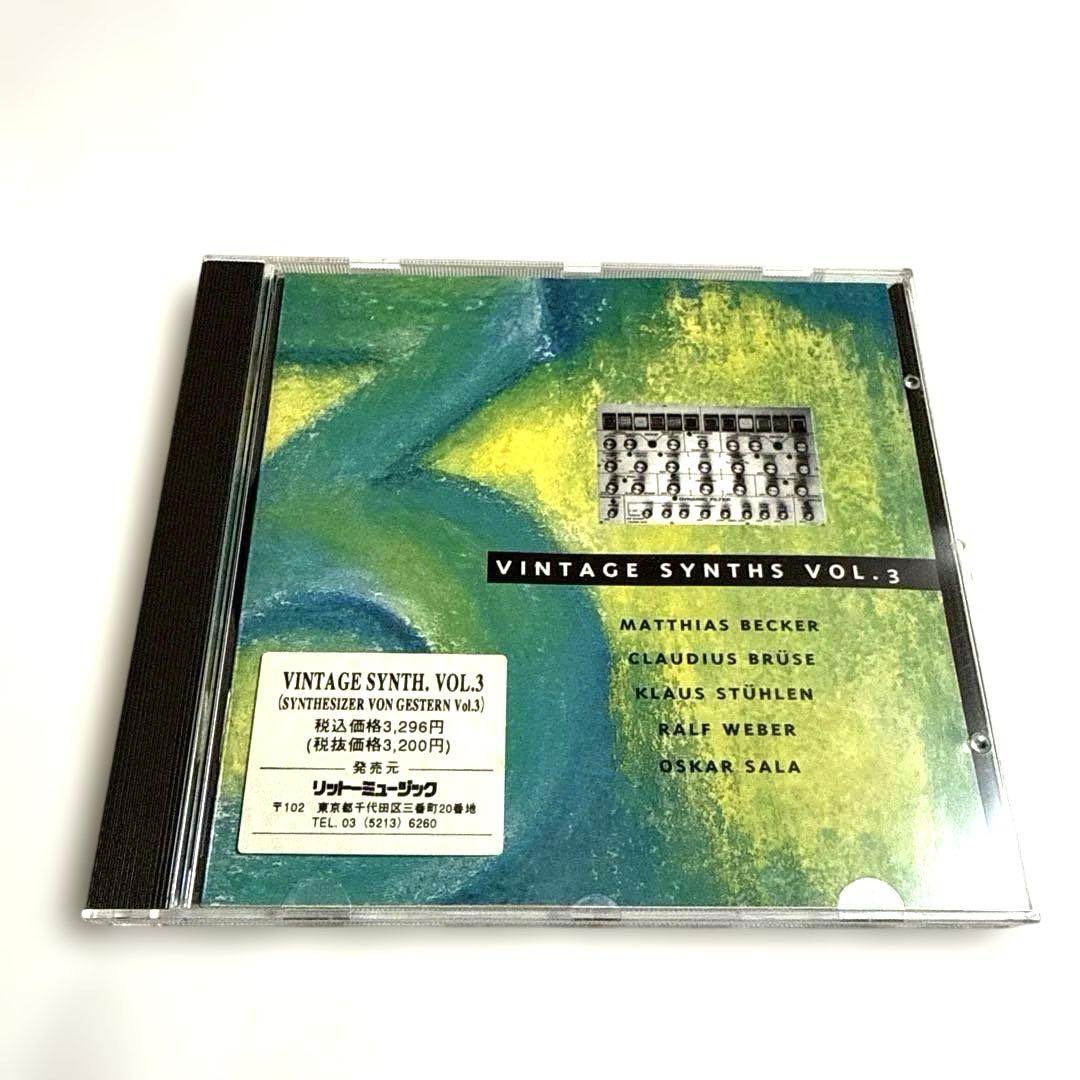 DYNAMIC FILTER
VINTAGE SYNTHS VOL.3
MATTHIAS BECKER
CLAUDIUS BRÜSE
KLAUS STÜHLEN
RALF WEBER
OSKAR SALA
VINTAGE SYNTH. VOL.3
(SYNTHESIZER VON GESTERN Vol.3)
税込価格3,296円
(税抜価格3,200円)
発売元
リットーミュージック
〒102 東京都千代田区三番町20番地
TEL. 03 (5213) 6260